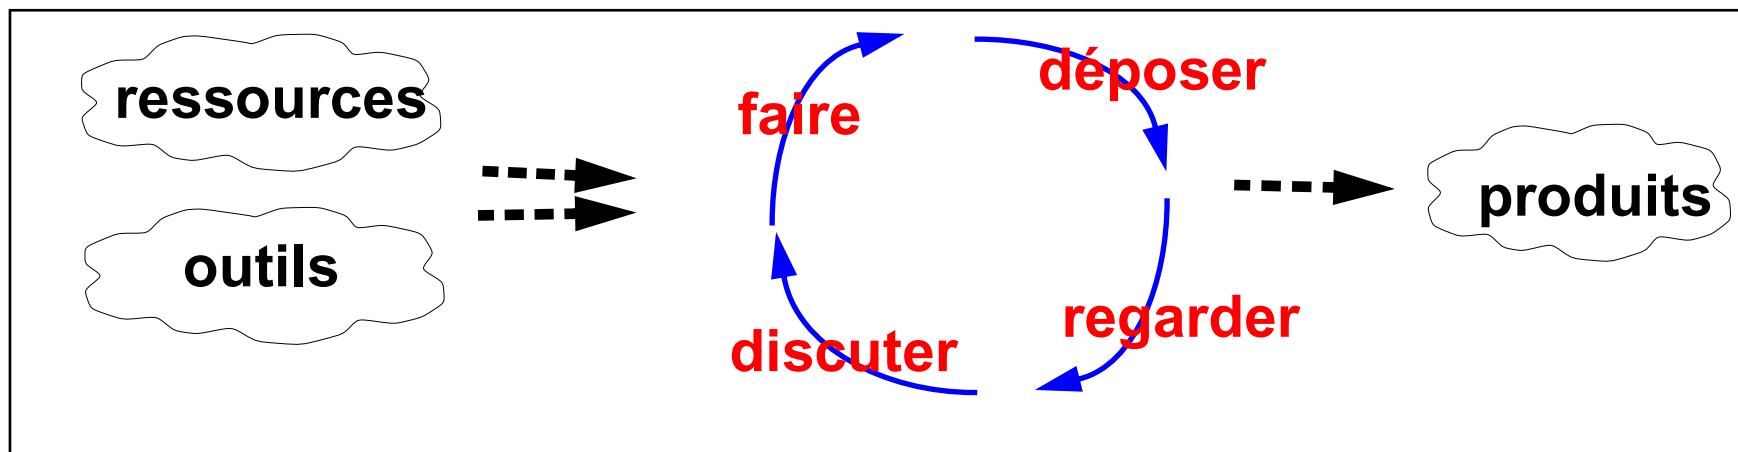 ressources
outils
faire
déposer
regarder
discuter
produits